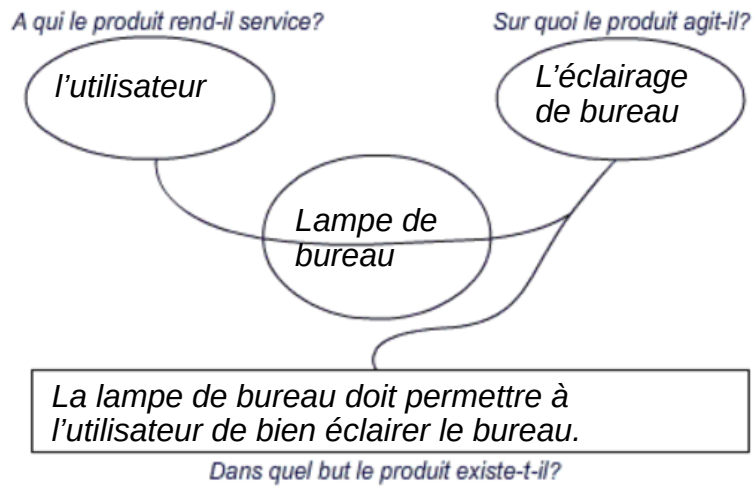 A qui le produit rend-il service?
Sur quoi le produit agit-il?
l’utilisateur
L’éclairage
de bureau
Lampe de
bureau
La lampe de bureau doit permettre à
l’utilisateur de bien éclairer le bureau.
Dans quel but le produit existe-t-il?